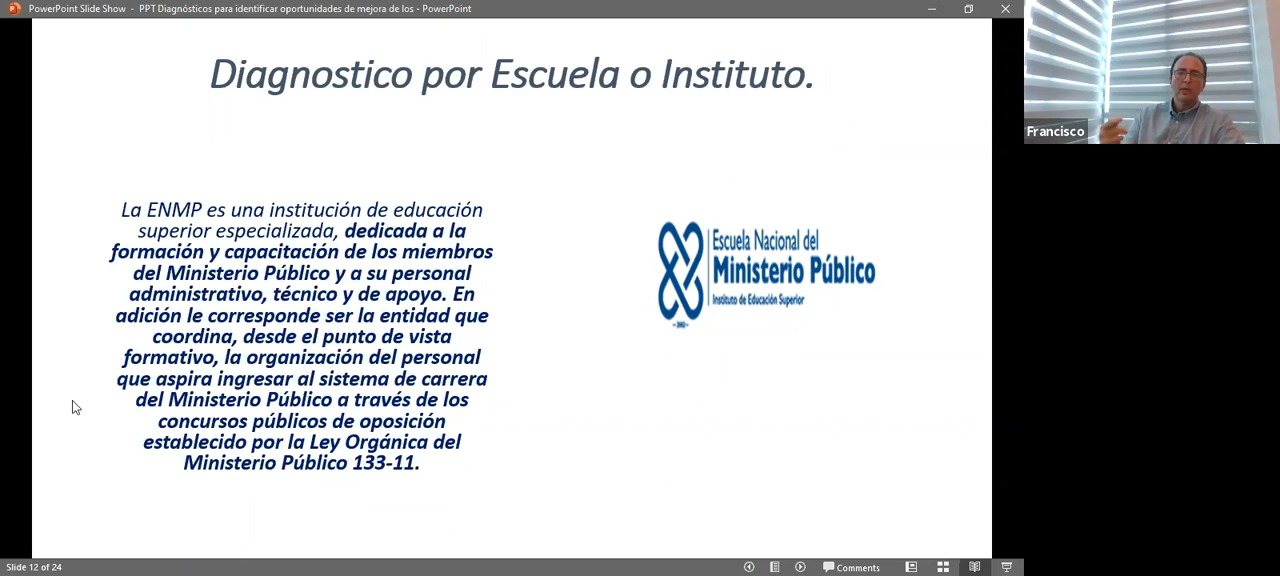 PowerPoint Slide Show - PPT Diagnósticos para identificar oportunidades de mejora de los - PowerPoint
Diagnostico por Escuela o Instituto.
Francisco
La ENMP es una institución de educación
superior especializada, dedicada a la
formación y capacitación de los miembros
del Ministerio Público y a su personal
administrativo, técnico y de apoyo. En
adición le corresponde ser la entidad que
coordina, desde el punto de vista
formativo, la organización del personal
que aspira ingresar al sistema de carrera
del Ministerio Público a través de los
concursos públicos de oposición
establecido por la Ley Orgánica del
Ministerio Público 133-11.
Escuela Nacional del
Ministerio Público
Instituto de Educación Superior
Slide 12 of 24
Comments